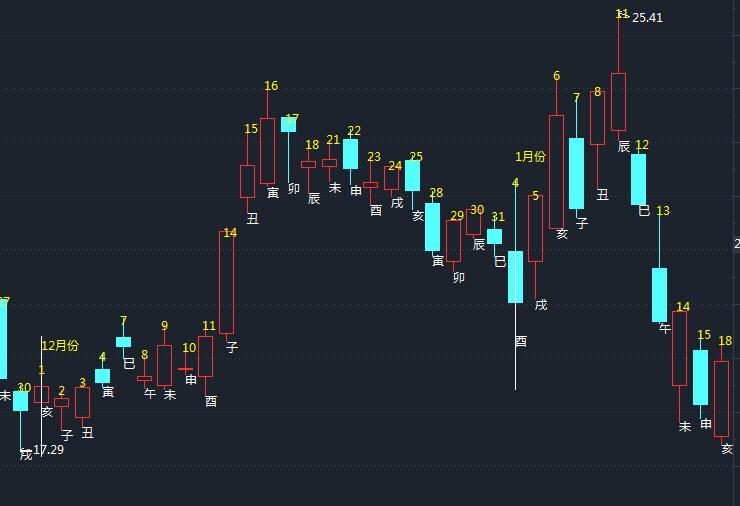 27
未
30
戌
17.29
12月份
1
亥
2
子
3
丑
4
寅
7
巳
8
午
9
未
10
申
11
酉
14
子
15
丑
16
寅
17
卯
18
辰
21
未
22
申
23
酉
24
戌
25
亥
28
寅
29
卯
30
辰
31
巳
1月份
4
酉
5
戌
6
亥
7
子
8
丑
11
25.41
辰
12
巳
13
午
14
未
15
申
18
亥
2